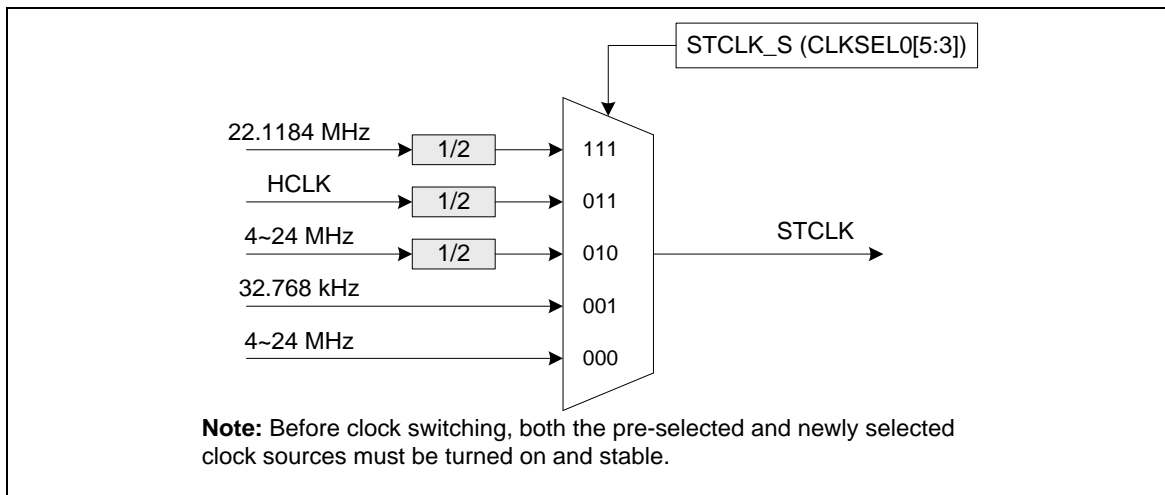 STCLK_S (CLKSEL0[5:3])
22.1184 MHz
1/2
111
HCLK
1/2
011
4~24 MHz
1/2
010
STCLK
32.768 kHz
001
4~24 MHz
000
Note: Before clock switching, both the pre-selected and newly selected
clock sources must be turned on and stable.